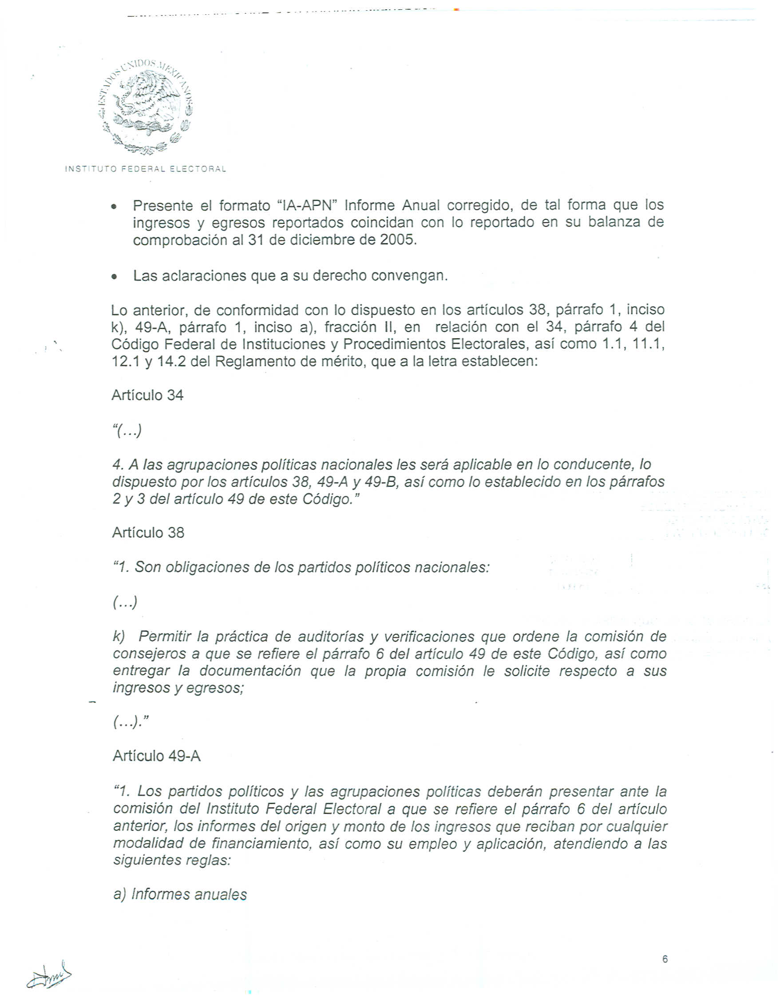 ESTADOS UNIDOS MEXICANOS
INSTITUTO FEDERAL ELECTORAL
• Presente el formato “IA-APN” Informe Anual corregido, de tal forma que los
ingresos y egresos reportados coincidan con lo reportado en su balanza de
comprobación al 31 de diciembre de 2005.
• Las aclaraciones que a su derecho convengan.
Lo anterior, de conformidad con lo dispuesto en los artículos 38, párrafo 1, inciso
k), 49-A, párrafo 1, inciso a), fracción II, en relación con el 34, párrafo 4 del
Código Federal de Instituciones y Procedimientos Electorales, así como 1.1, 11.1,
12.1 y 14.2 del Reglamento de mérito, que a la letra establecen:
Artículo 34
“(...)
4. A las agrupaciones políticas nacionales les será aplicable en lo conducente, lo
dispuesto por los artículos 38, 49-A y 49-B, así como lo establecido en los párrafos
2 y 3 del artículo 49 de este Código.”
Artículo 38
“1. Son obligaciones de los partidos políticos nacionales:
(...)
k) Permitir la práctica de auditorías y verificaciones que ordene la comisión de
consejeros a que se refiere el párrafo 6 del artículo 49 de este Código, así como
entregar la documentación que la propia comisión le solicite respecto a sus
ingresos y egresos;
(...).”
Artículo 49-A
“1. Los partidos políticos y las agrupaciones políticas deberán presentar ante la
comisión del Instituto Federal Electoral a que se refiere el párrafo 6 del artículo
anterior, los informes del origen y monto de los ingresos que reciban por cualquier
modalidad de financiamiento, así como su empleo y aplicación, atendiendo a las
siguientes reglas:
a) Informes anuales
6